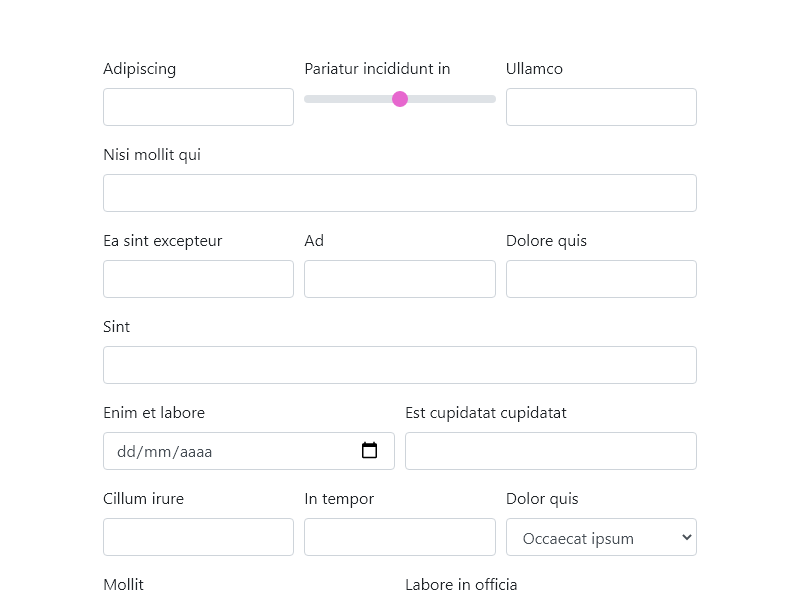 Adipiscing
Pariatur incididunt in
Ullamco
Nisi mollit qui
Ea sint excepteur
Ad
Dolore quis
Sint
Enim et labore
Est cupidatat cupidatat
dd/mm/aaaa
Cillum irure
In tempor
Dolor quis
Occaecat ipsum
Mollit
Labore in officia